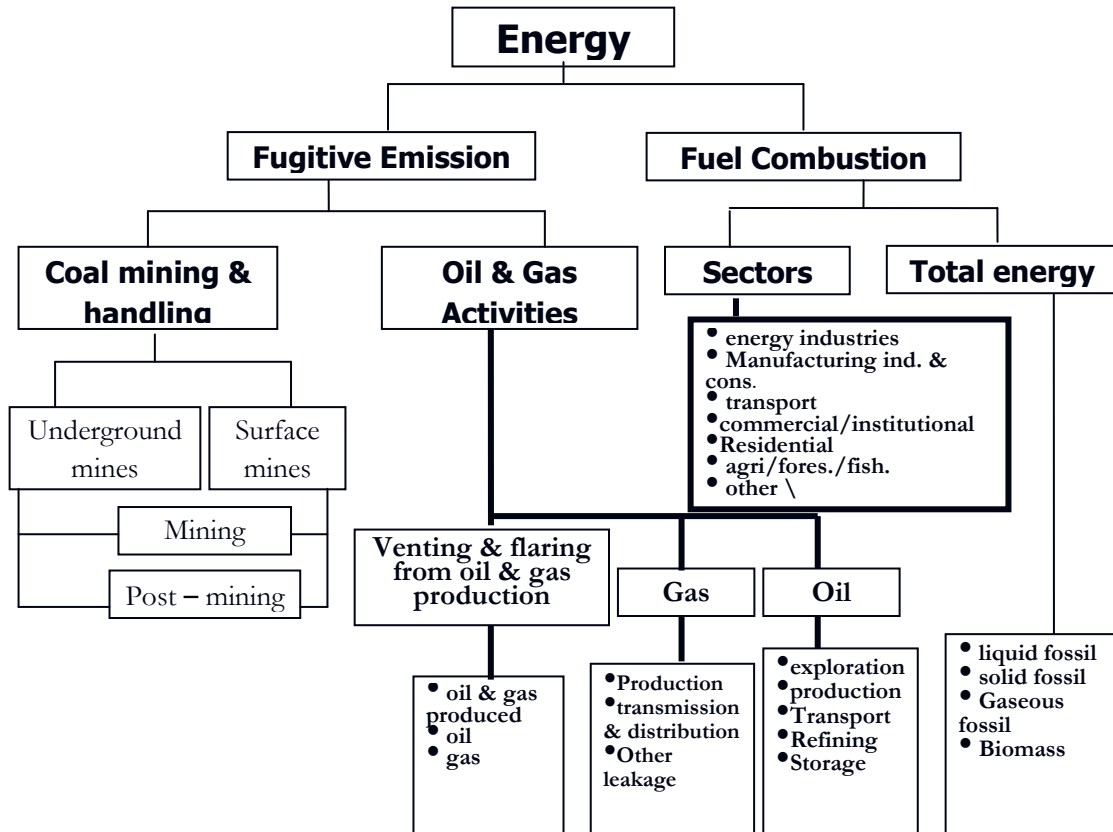 Energy
Fugitive Emission
Fuel Combustion
Coal mining &
handling
Oil & Gas
Activities
Sectors
Total energy
• energy industries
• Manufacturing ind. &
cons.
• transport
•commercial/institutional
•Residential
• agri/fores./fish.
• other \
Underground
mines
Surface
mines
Mining
Post – mining
Venting & flaring
from oil & gas
production
Gas
Oil
• oil & gas
produced
• oil
• gas
•Production
•transmission
& distribution
•Other
leakage
•exploration
•production
•Transport
•Refining
•Storage
• liquid fossil
• solid fossil
• Gaseous
fossil
• Biomass